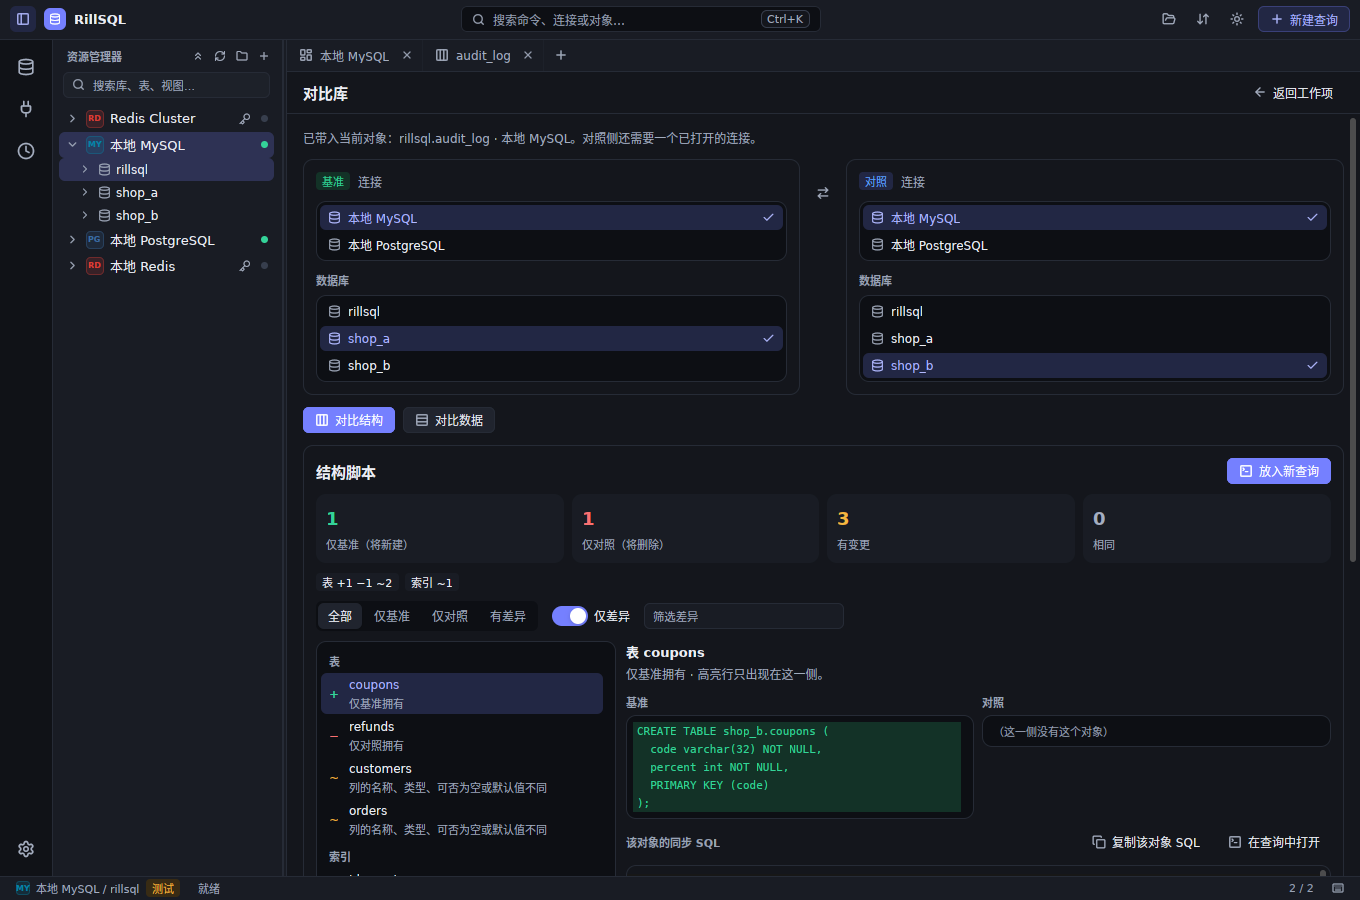 RillSQL
搜索命令、连接或对象… Ctrl+K
新建查询
资源管理器
搜索库、表、视图…
RD Redis Cluster
MY 本地 MySQL
rillsql
shop_a
shop_b
PG 本地 PostgreSQL
RD 本地 Redis
本地 MySQL
audit_log
对比库
返回工作项
已带入当前对象：rillsql.audit_log · 本地 MySQL。对照侧还需要一个已打开的连接。
基准 连接
本地 MySQL
本地 PostgreSQL
数据库
rillsql
shop_a
shop_b
对照 连接
本地 MySQL
本地 PostgreSQL
数据库
rillsql
shop_a
shop_b
对比结构 对比数据
结构脚本
放入新查询
1
仅基准（将新建）
1
仅对照（将删除）
3
有变更
0
相同
表 +1 −1 ~2 索引 ~1
全部 仅基准 仅对照 有差异 仅差异 筛选差异
表
+ coupons
仅基准拥有
− refunds
仅对照拥有
~ customers
列的名称、类型、可否为空或默认值不同
~ orders
列的名称、类型、可否为空或默认值不同
索引
表 coupons
仅基准拥有 · 高亮行只出现在这一侧。
基准
CREATE TABLE shop_b.coupons (
code varchar(32) NOT NULL,
percent int NOT NULL,
PRIMARY KEY (code)
);
对照
（这一侧没有这个对象）
该对象的同步 SQL
复制该对象 SQL
在查询中打开
MY 本地 MySQL / rillsql 测试 就绪
2 / 2